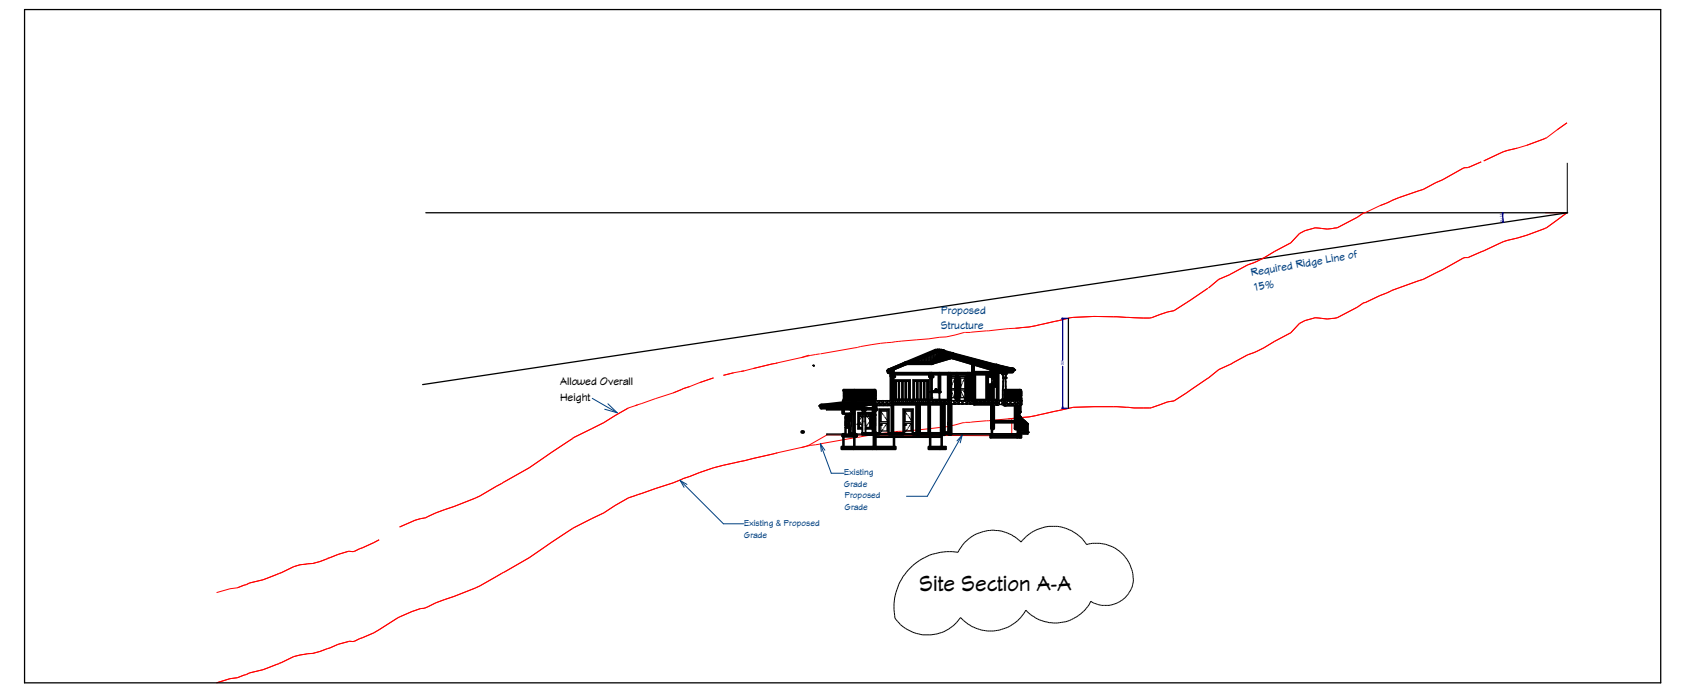 Required Ridge Line of
15%
Proposed
Structure
Allowed Overall
Height
Existing
Grade
Proposed
Grade
Existing & Proposed
Grade
Site Section A-A